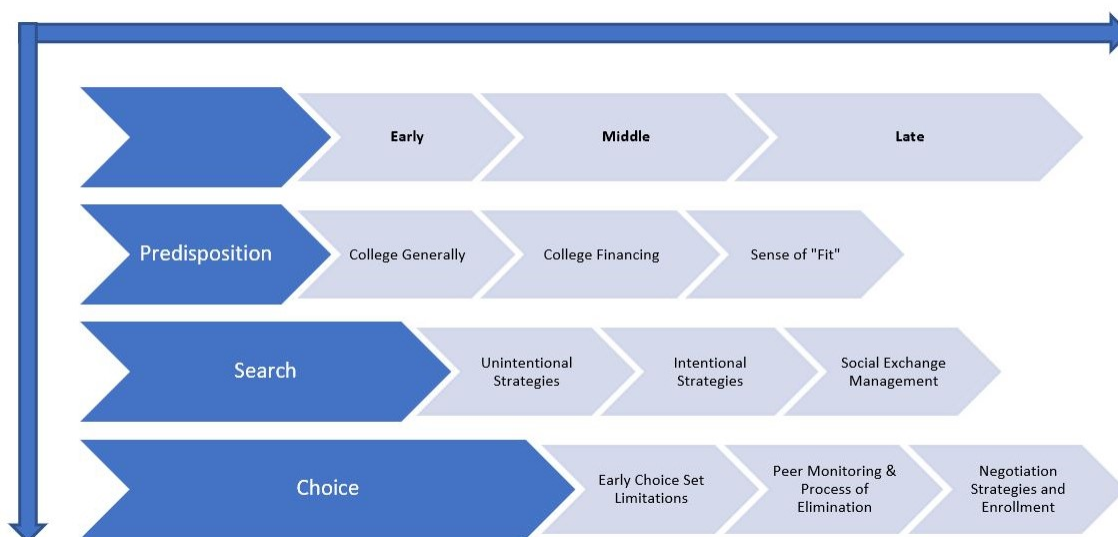 Early
Middle
Late
Predisposition
College Generally
College Financing
Sense of "Fit"
Search
Unintentional
Strategies
Intentional
Strategies
Social Exchange
Management
Choice
Early Choice Set
Limitations
Peer Monitoring &
Process of
Elimination
Negotiation
Strategies and
Enrollment